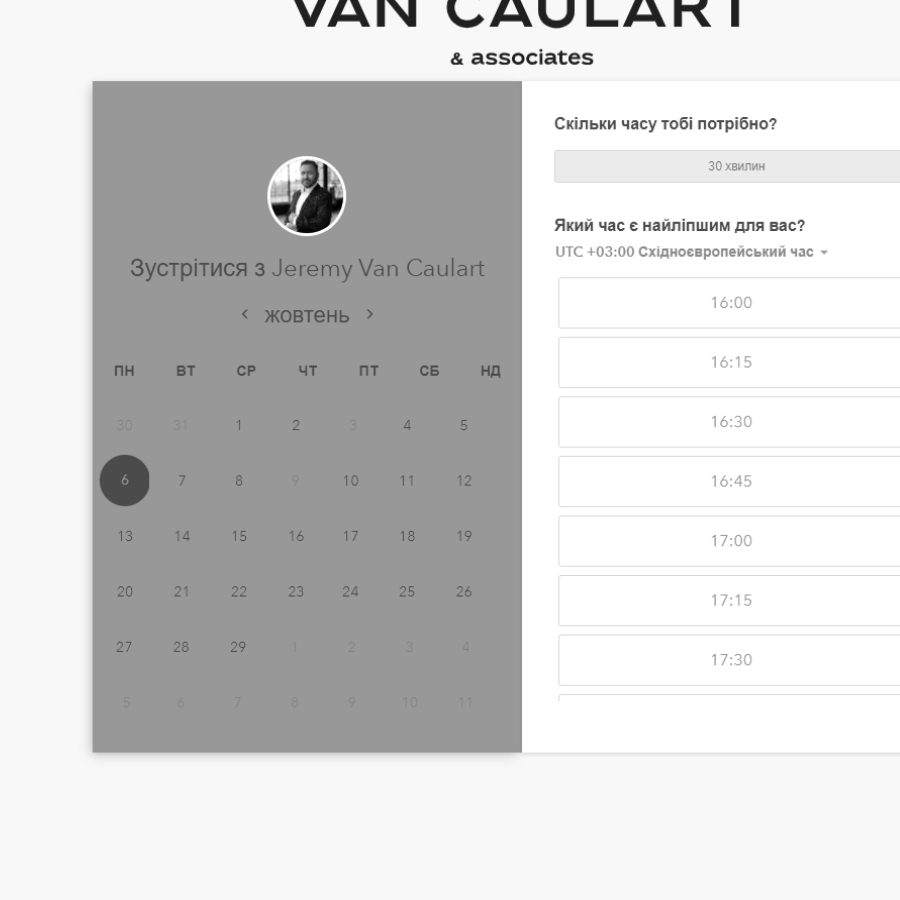 VAN CAULART
& associates
Зустрітися з Jeremy Van Caulart
жовтень
ПН ВТ СР ЧТ ПТ СБ НД
30 31 1 2 3 4 5
6 7 8 9 10 11 12
13 14 15 16 17 18 19
20 21 22 23 24 25 26
27 28 29 1 2 3 4
5 6 7 8 9 10 11
Скільки часу тобі потрібно?
30 хвилин
Який час є найліпшим для вас?
UTC +03:00 Східноєвропейський час
16:00
16:15
16:30
16:45
17:00
17:15
17:30